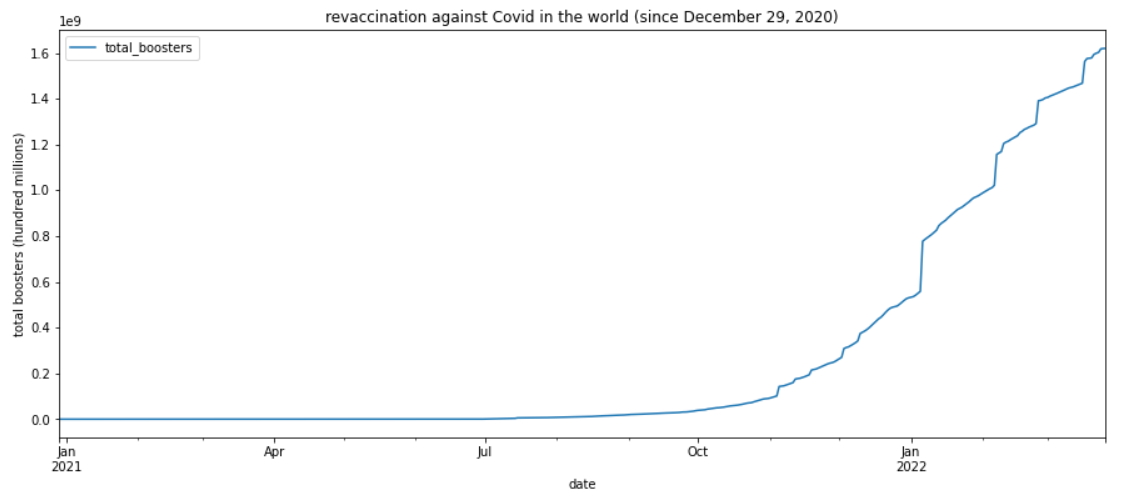 revaccination against Covid in the world (since December 29, 2020)
1e9
total_boosters
1.6
1.4
1.2
1.0
0.8
0.6
0.4
0.2
0.0
total boosters (hundred millions)
Jan Apr Jul Oct Jan
2021 2022
date